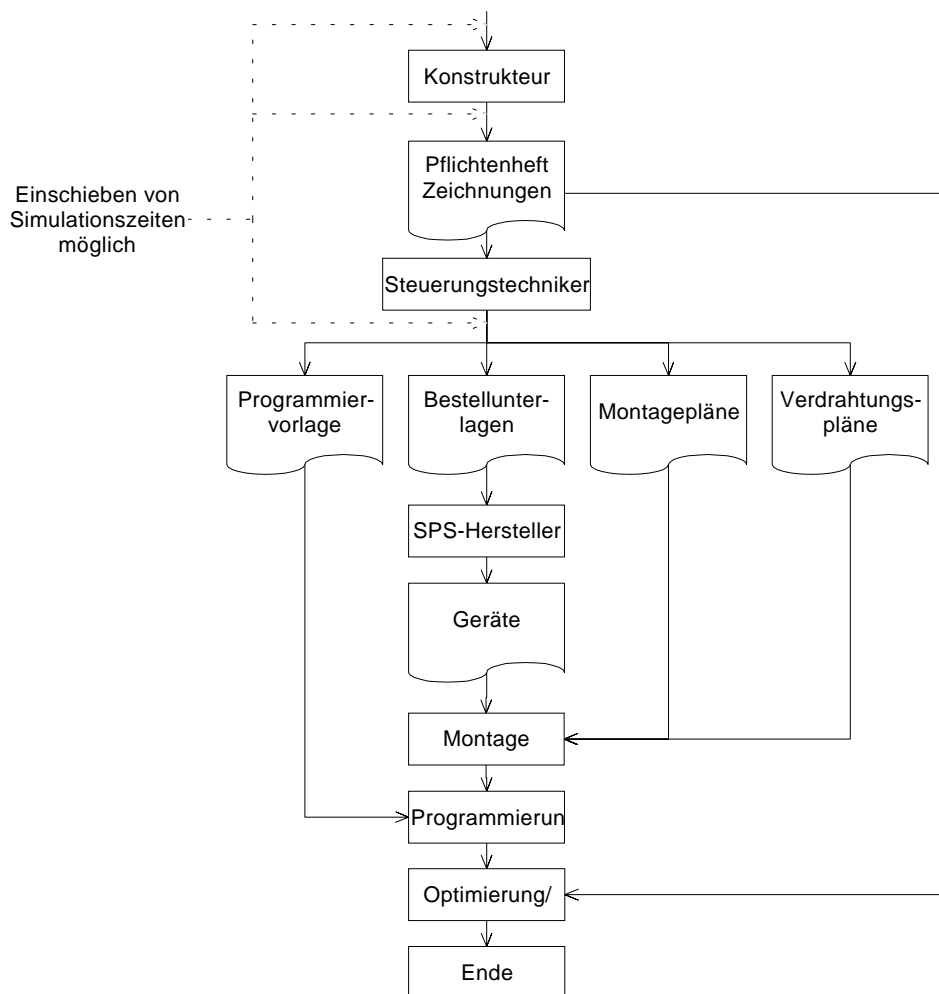 Konstrukteur
Pflichtenheft
Zeichnungen
Einschieben von
Simulationszeiten
möglich
Steuerungstechniker
Programmier-
vorlage
Bestellunter-
lagen
Montagepläne
Verdrahtungs-
pläne
SPS-Hersteller
Geräte
Montage
Programmierun
Optimierung/
Ende